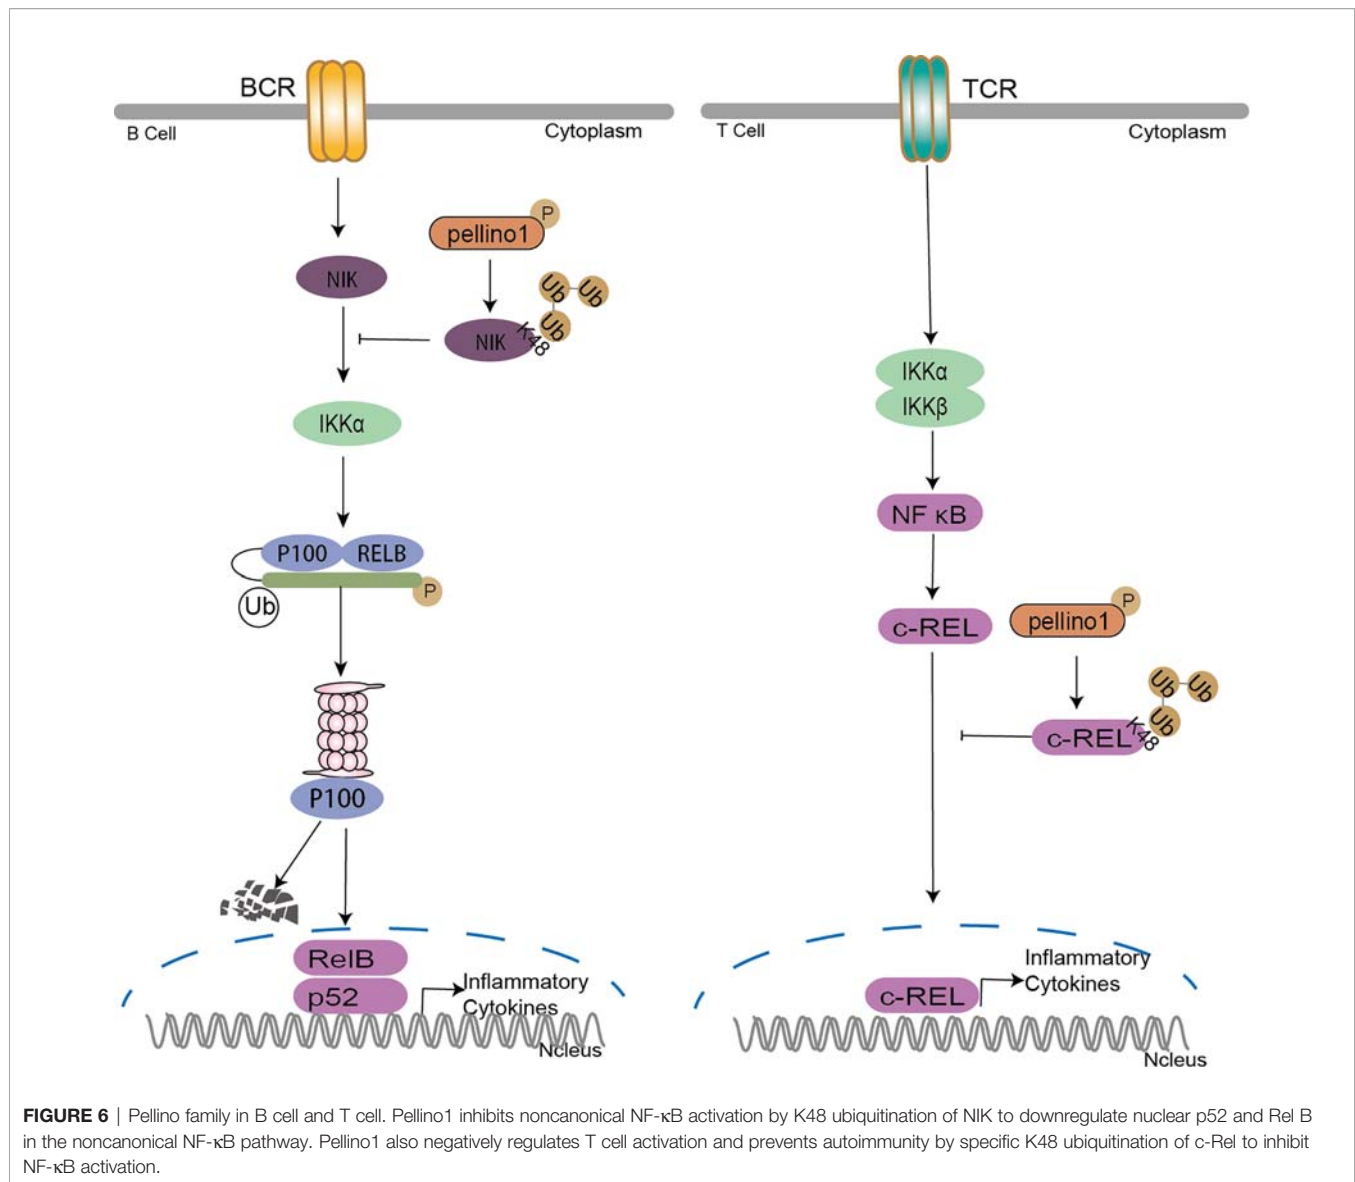 BCR
B Cell
Cytoplasm
P
pellino1
NIK
Ub
Ub
Ub
NIK
K48
IKKα
P100
RELB
P
Ub
P100
RelB
p52
Inflammatory
Cytokines
Ncleus
TCR
T Cell
Cytoplasm
IKKα
IKKβ
NF κB
c-REL
P
pellino1
Ub
Ub
Ub
c-REL
K48
c-REL
Inflammatory
Cytokines
Ncleus
FIGURE 6 | Pellino family in B cell and T cell. Pellino1 inhibits noncanonical NF-κB activation by K48 ubiquitination of NIK to downregulate nuclear p52 and Rel B
in the noncanonical NF-κB pathway. Pellino1 also negatively regulates T cell activation and prevents autoimmunity by specific K48 ubiquitination of c-Rel to inhibit
NF-κB activation.